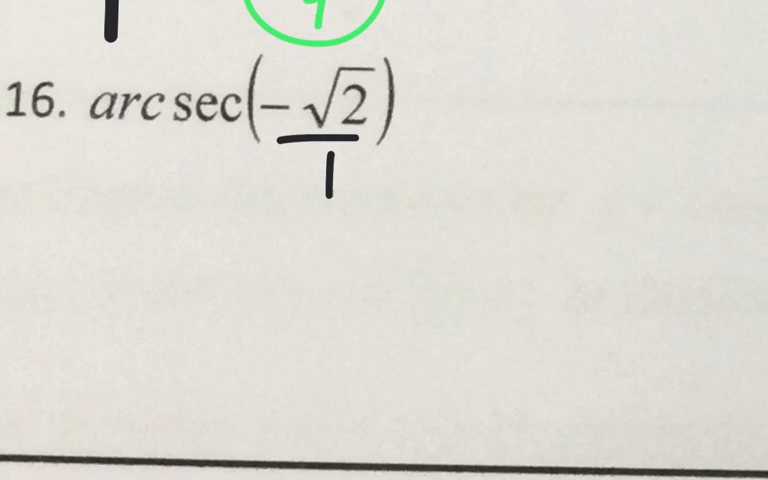 16. arc sec(-√2)
1